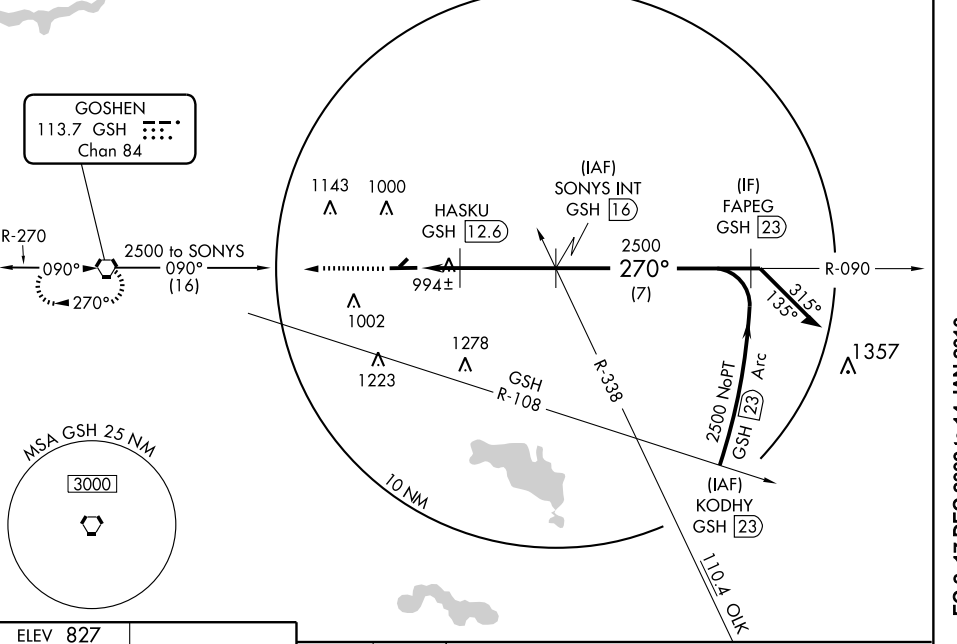 GOSHEN
113.7 GSH
Chan 84
R-270
090°
270°
2500 to SONYS
090°
(16)
1143
1000
HASKU
GSH 12.6
(IAF)
SONYS INT
GSH 16
(IF)
FAPEG
GSH 23
2500
270°
(7)
R-090
315°
135°
994±
1002
1278
1223
1357
GSH
R-108
R-338
2500 NoPT
GSH 23 Arc
(IAF)
KODHY
GSH 23
10 NM
110.4 OLK
MSA GSH 25 NM
3000
ELEV 827